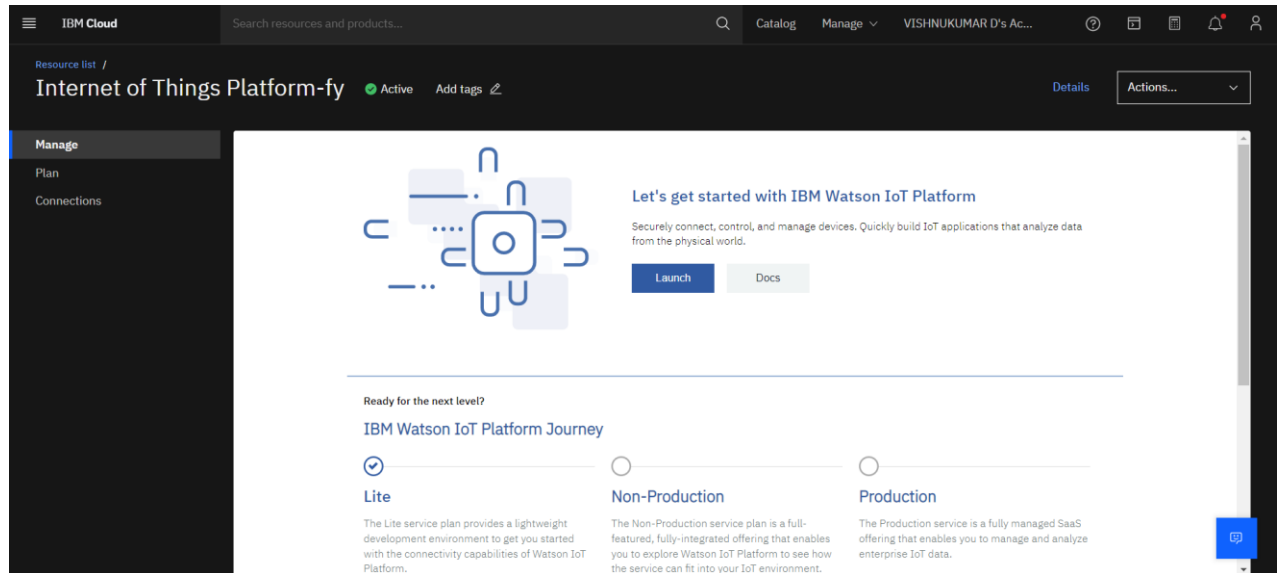 IBM Cloud
Search resources and products...
Catalog
Manage
VISHNUKUMAR D's Ac...
Resource list /
Internet of Things Platform-fy
Active
Add tags
Details
Actions...
Manage
Plan
Connections
Let's get started with IBM Watson IoT Platform
Securely connect, control, and manage devices. Quickly build IoT applications that analyze data
from the physical world.
Launch
Docs
Ready for the next level?
IBM Watson IoT Platform Journey
Lite
The Lite service plan provides a lightweight
development environment to get you started
with the connectivity capabilities of Watson IoT
Platform.
Non-Production
The Non-Production service plan is a full-
featured, fully-integrated offering that enables
you to explore Watson IoT Platform to see how
the service can fit into your IoT environment.
Production
The Production service is a fully managed SaaS
offering that enables you to manage and analyze
enterprise IoT data.